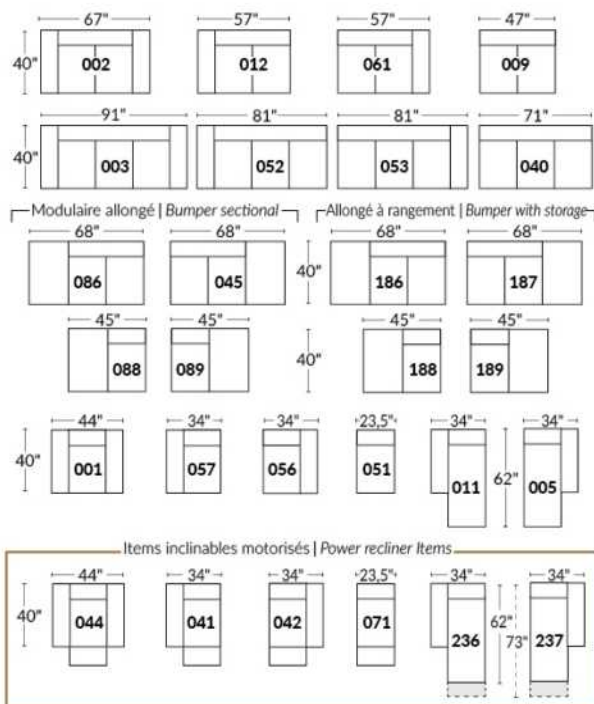 67" 57" 57" 47"
40" 002 012 061 009
91" 81" 81" 71"
40" 003 052 053 040
Modulaire allongé | Bumper sectional Allongé à rangement | Bumper with storage
68" 68" 68" 68"
086 045 40" 186 187
45" 45" 45" 45"
088 089 40" 188 189
44" 34" 34" 23,5" 34" 34"
40" 001 057 056 051 011 62" 005
Items inclinables motorisés | Power recliner Items
44" 34" 34" 23,5" 34" 34"
40" 044 041 042 071 236 62" 73" 237